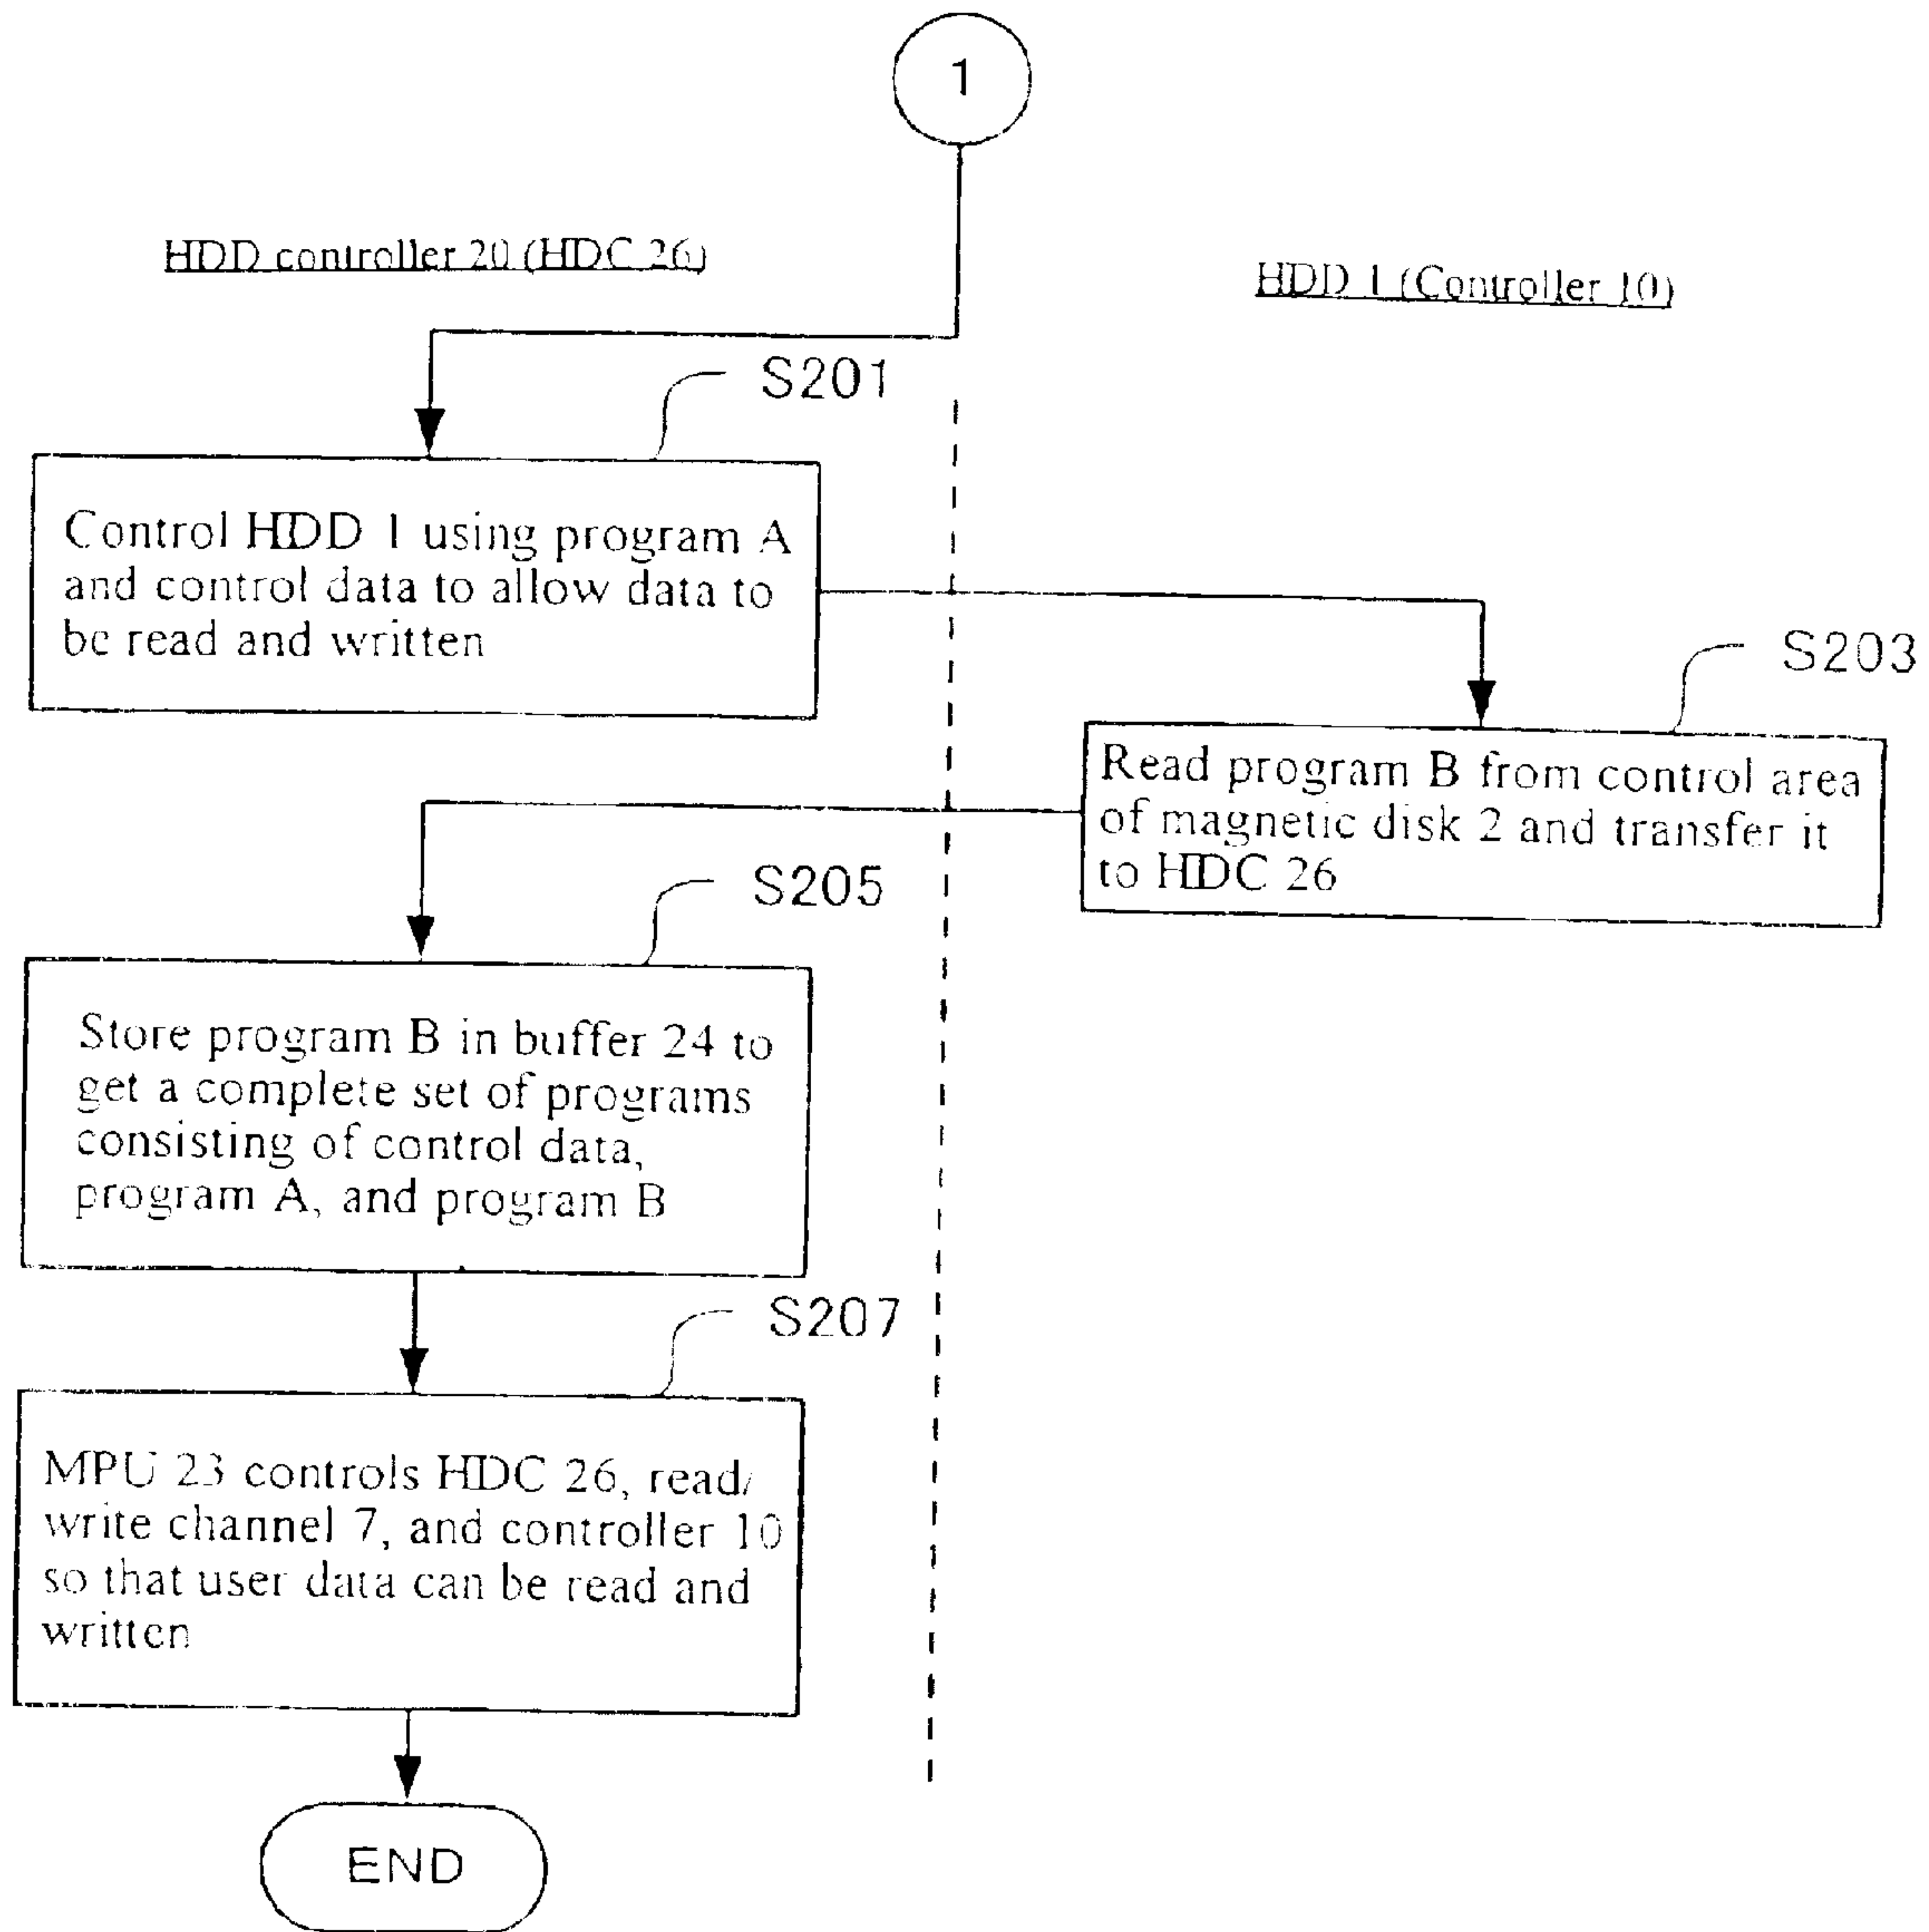 1
HDD controller 20 (HDC 26)
HDD 1 (Controller 10)
S201
Control HDD 1 using program A
and control data to allow data to
be read and written
S203
Read program B from control area
of magnetic disk 2 and transfer it
to HDC 26
S205
Store program B in buffer 24 to
get a complete set of programs
consisting of control data,
program A, and program B
S207
MPU 23 controls HDC 26, read/
write channel 7, and controller 10
so that user data can be read and
written
END